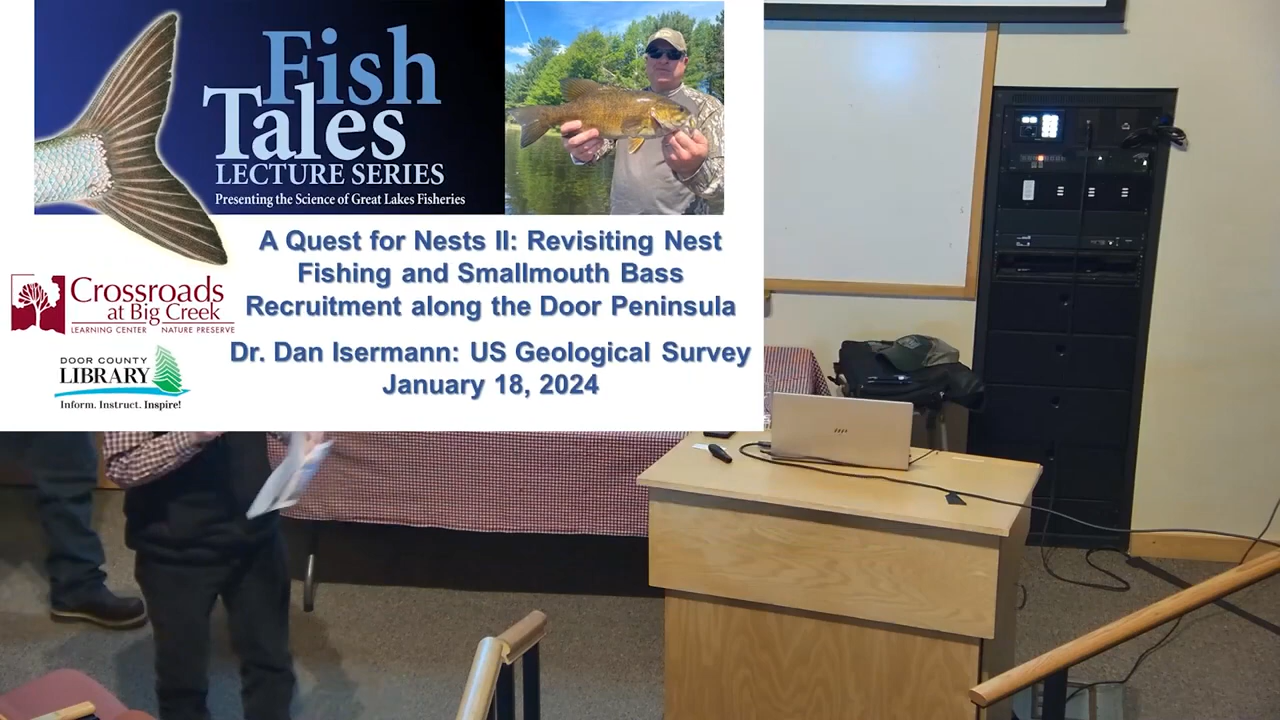 Fish
Tales
LECTURE SERIES
Presenting the Science of Great Lakes Fisheries
A Quest for Nests II: Revisiting Nest
Fishing and Smallmouth Bass
Recruitment along the Door Peninsula
Dr. Dan Isermann: US Geological Survey
January 18, 2024
Crossroads
at Big Creek
LEARNING CENTER NATURE PRESERVE
DOOR COUNTY
LIBRARY
Inform. Instruct. Inspire!
hp